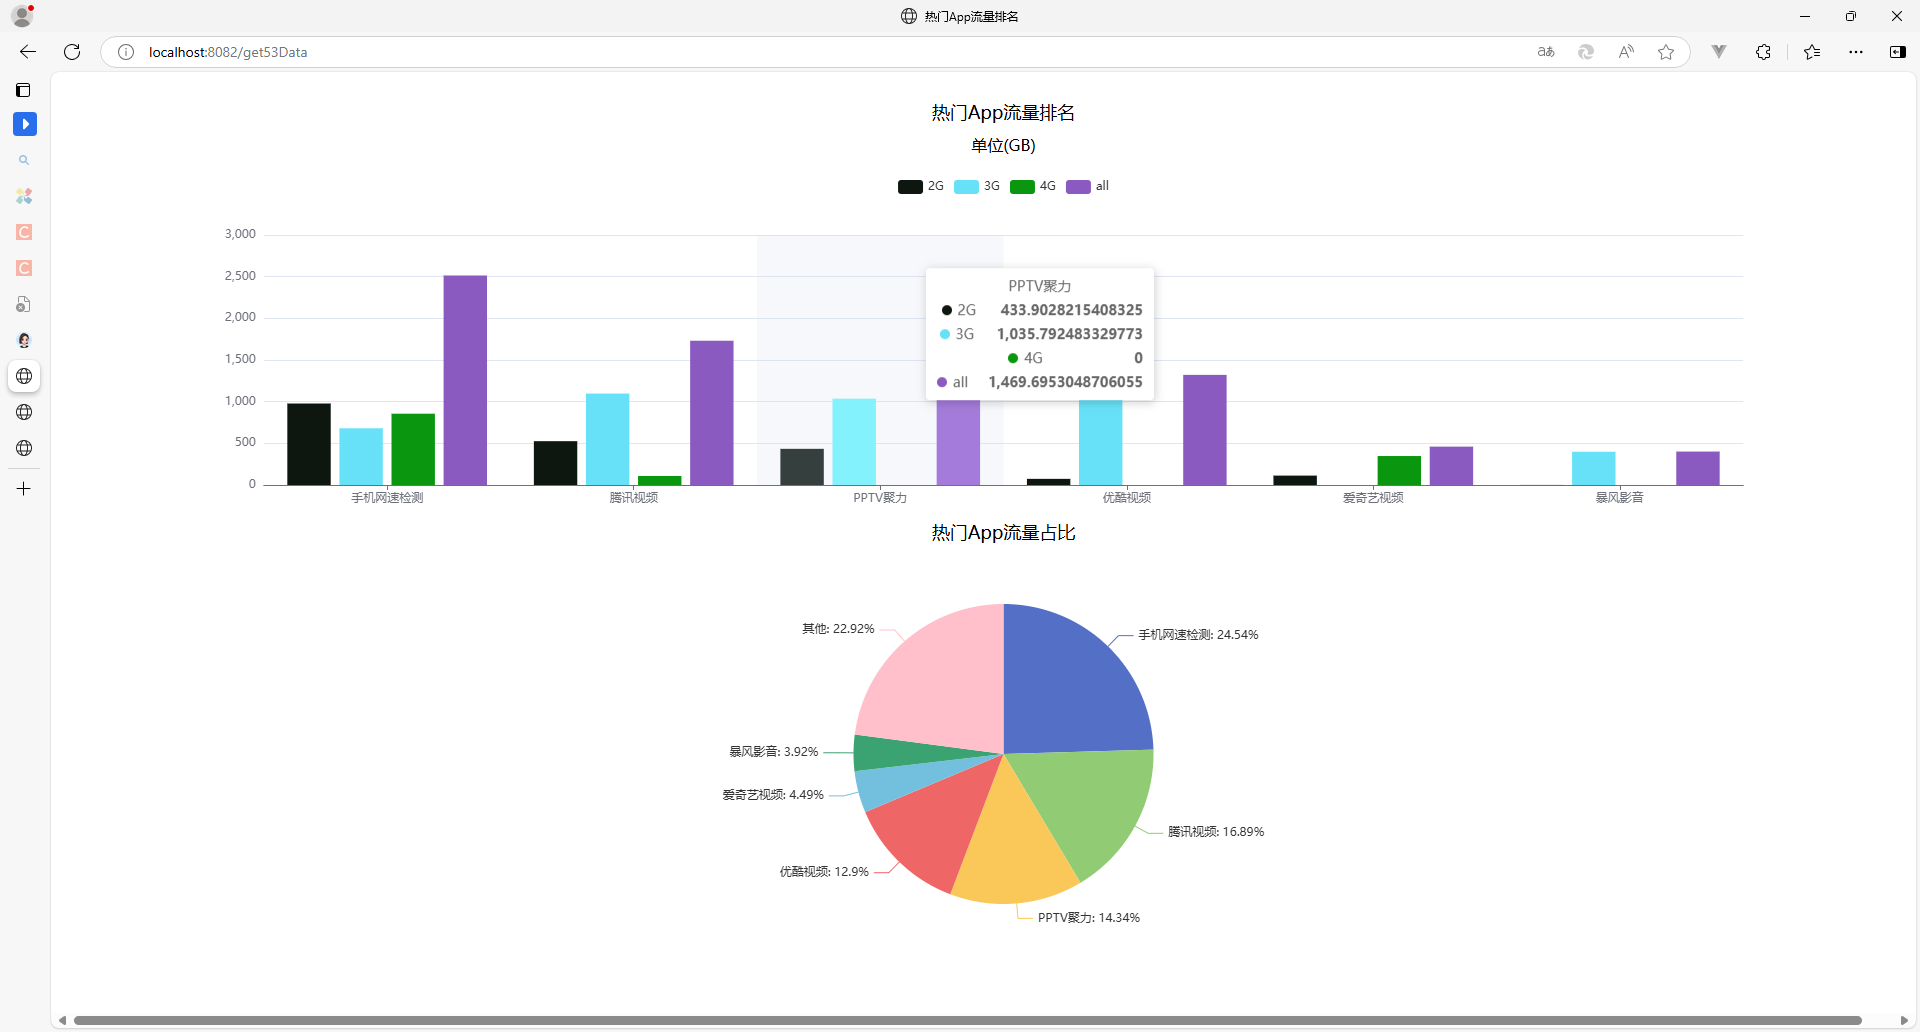 热门App流量排名
localhost:8082/get53Data
热门App流量排名
单位(GB)
2G 3G 4G all
3,000
2,500
2,000
1,500
1,000
500
0
PPTV聚力
2G 433.9028215408325
3G 1,035.792483329773
4G 0
all 1,469.6953048706055
手机网速检测 腾讯视频 PPTV聚力 优酷视频 爱奇艺视频 暴风影音
热门App流量占比
其他: 22.92%
手机网速检测: 24.54%
暴风影音: 3.92%
爱奇艺视频: 4.49%
腾讯视频: 16.89%
优酷视频: 12.9%
PPTV聚力: 14.34%